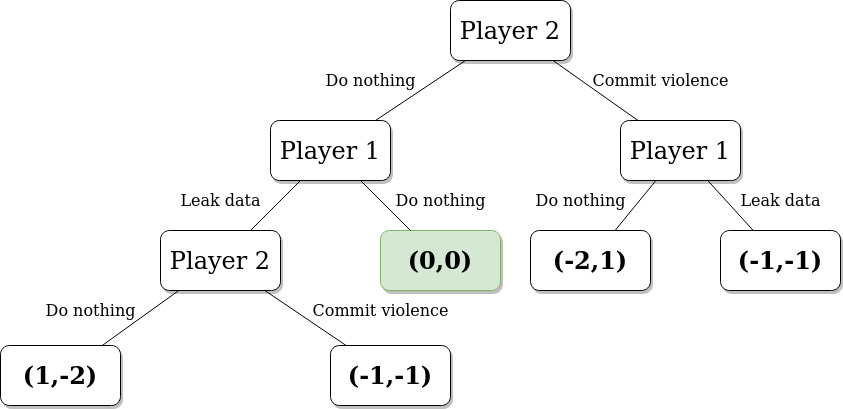 Player 2
Do nothing
Commit violence
Player 1
Player 1
Leak data
Do nothing
Do nothing
Leak data
Player 2
(0,0)
(-2,1)
(-1,-1)
Do nothing
Commit violence
(1,-2)
(-1,-1)